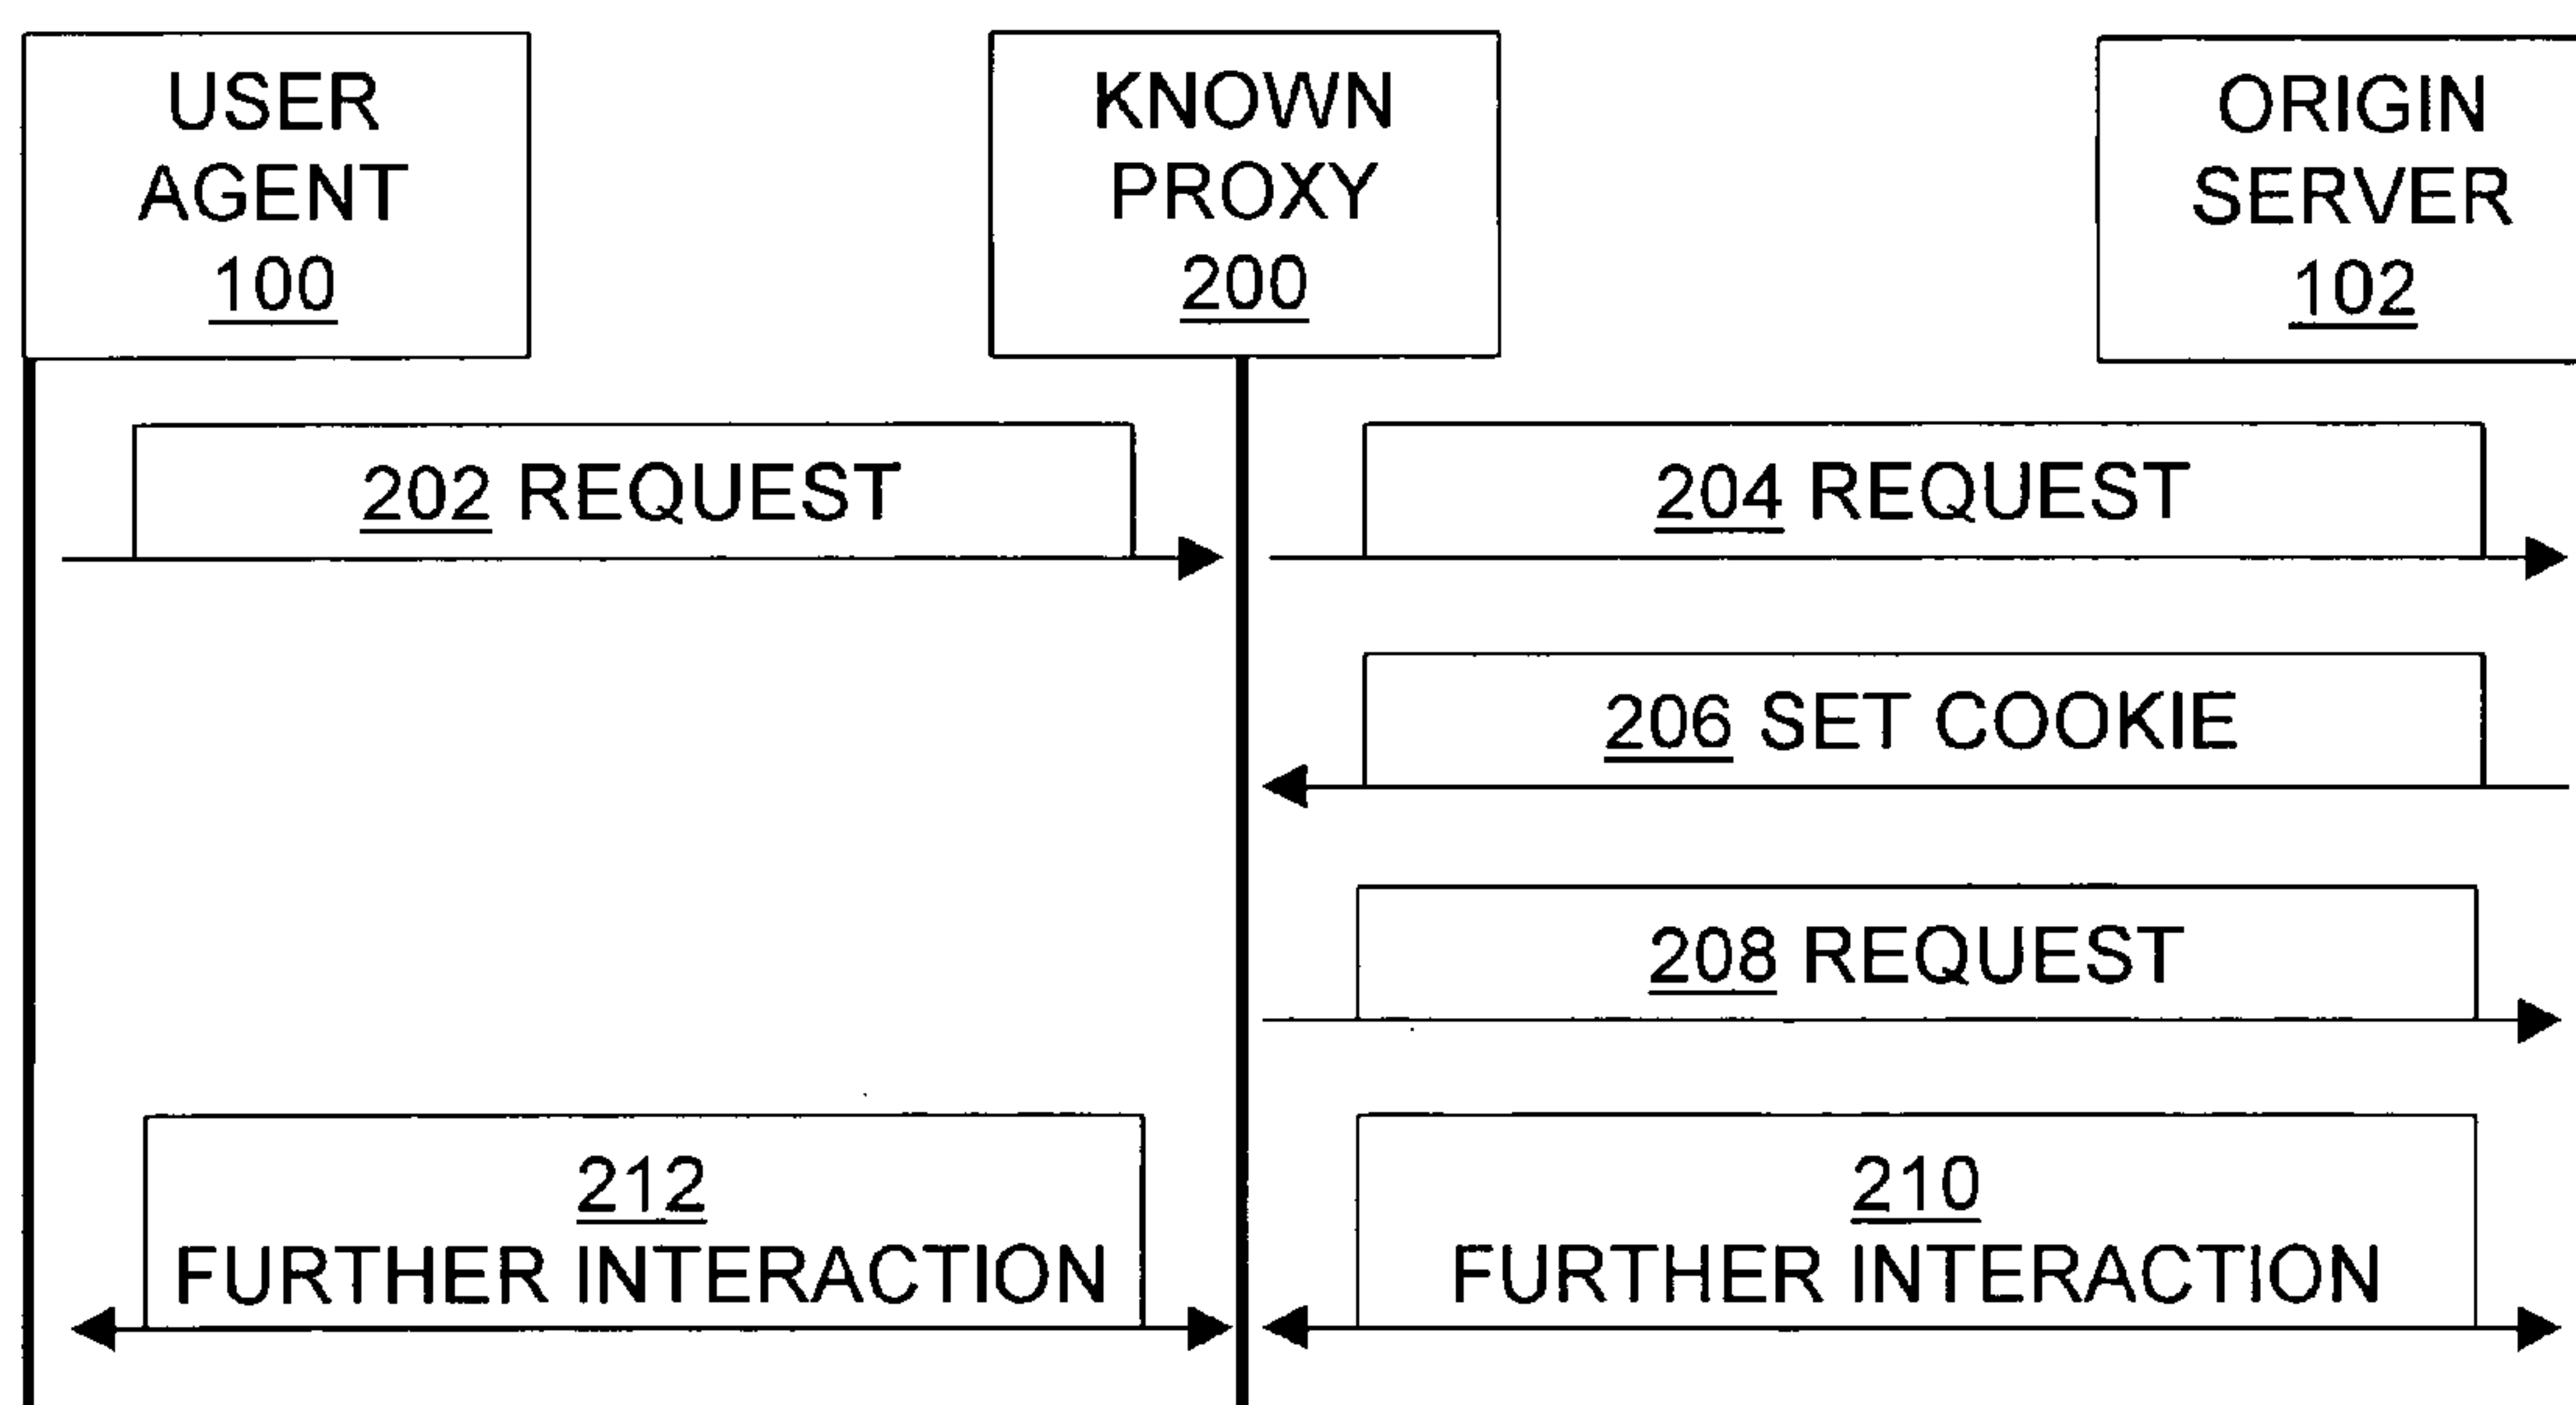 USER
AGENT
100
KNOWN
PROXY
200
ORIGIN
SERVER
102
202 REQUEST
204 REQUEST
206 SET COOKIE
208 REQUEST
212
FURTHER INTERACTION
210
FURTHER INTERACTION